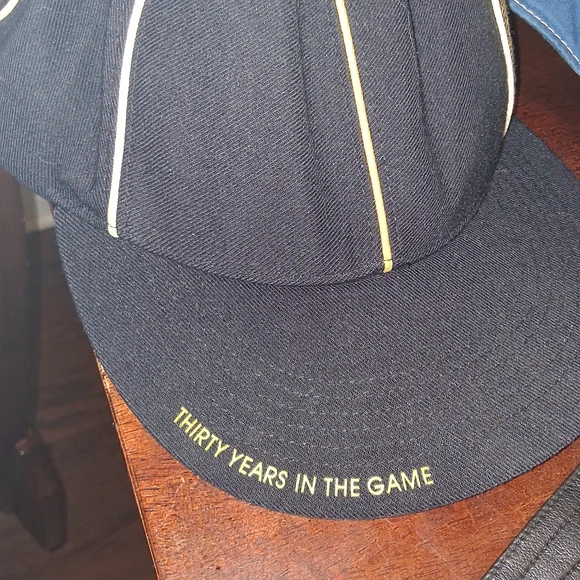 THIRTY YEARS IN THE GAME